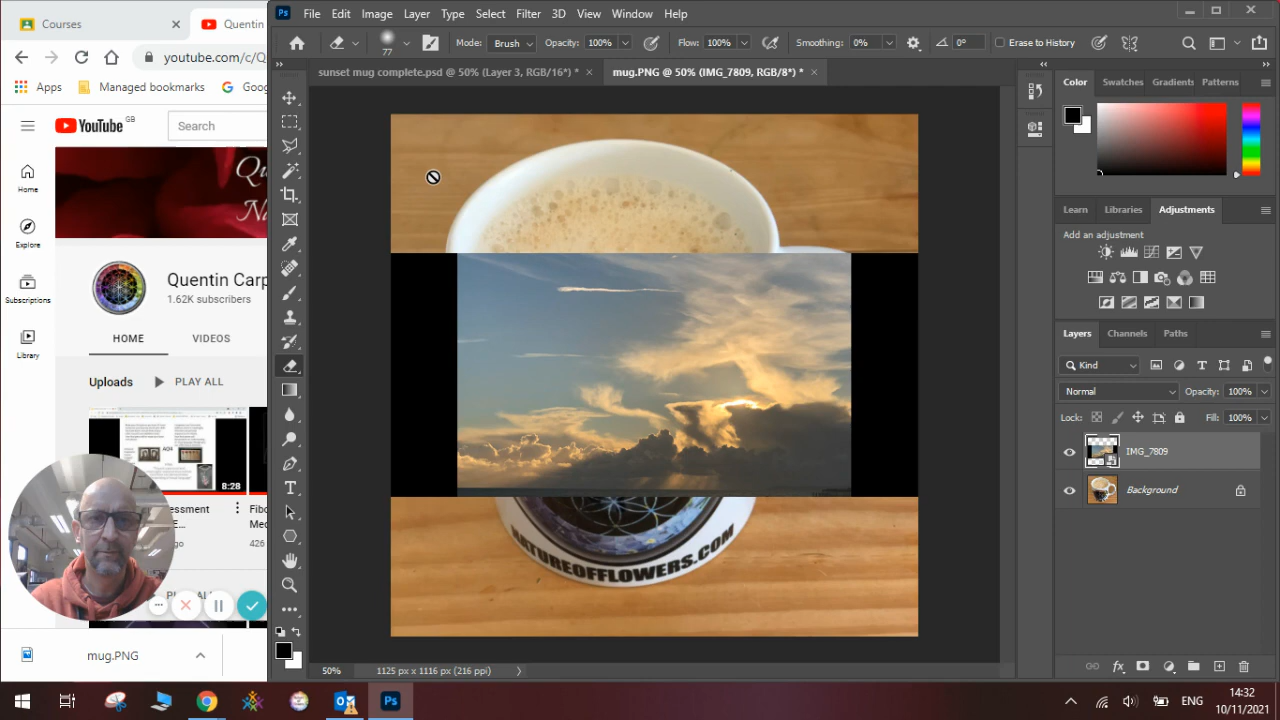 Courses
Quentin
youtube.com/c/Q
Apps
Managed bookmarks
Goog
YouTube GB
Search
Home
Explore
Subscriptions
Library
Quentin Carp
1.62K subscribers
HOME
VIDEOS
Uploads
PLAY ALL
8:28
426
mug.PNG
Ps
File Edit Image Layer Type Select Filter 3D View Window Help
77
Mode: Brush
Opacity: 100%
Flow: 100%
Smoothing: 0%
0°
Erase to History
sunset mug complete.psd @ 50% (Layer 3, RGB/16*) *
mug.PNG @ 50% (IMG_7809, RGB/8*) *
NATUREOFFLOWERS.COM
50%
1125 px x 1116 px (216 ppi)
Color Swatches Gradients Patterns
Learn Libraries Adjustments
Add an adjustment
Layers Channels Paths
Kind
Normal
Opacity: 100%
Lock:
Fill: 100%
IMG_7809
Background
fx
Ps
ENG
14:32
10/11/2021